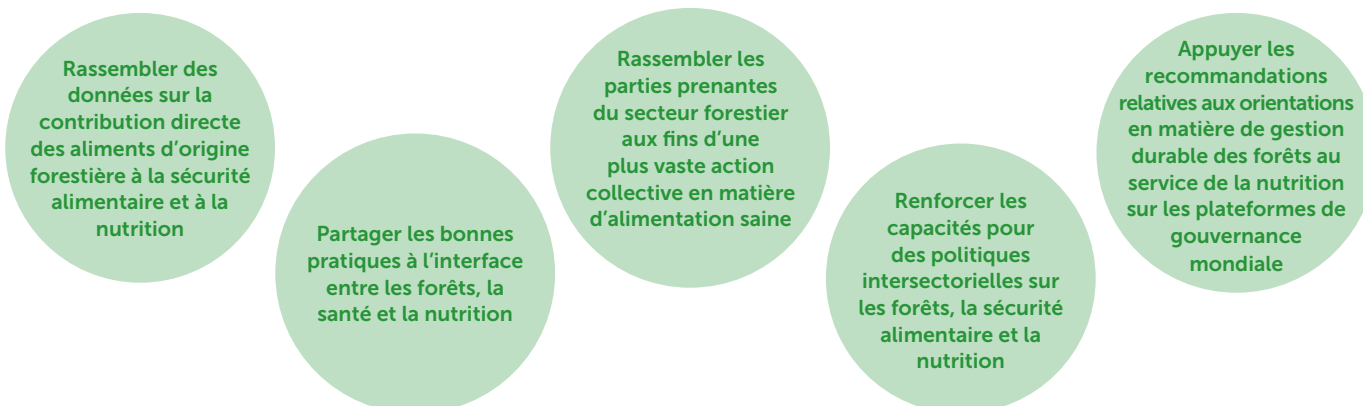 Rassembler des
données sur la
contribution directe
des aliments d’origine
forestière à la sécurité
alimentaire et à la
nutrition
Partager les bonnes
pratiques à l’interface
entre les forêts, la
santé et la nutrition
Rassembler les
parties prenantes
du secteur forestier
aux fins d’une
plus vaste action
collective en matière
d’alimentation saine
Renforcer les
capacités pour
des politiques
intersectorielles sur
les forêts, la sécurité
alimentaire et la
nutrition
Appuyer les
recommandations
relatives aux orientations
en matière de gestion
durable des forêts au
service de la nutrition
sur les plateformes de
gouvernance
mondiale